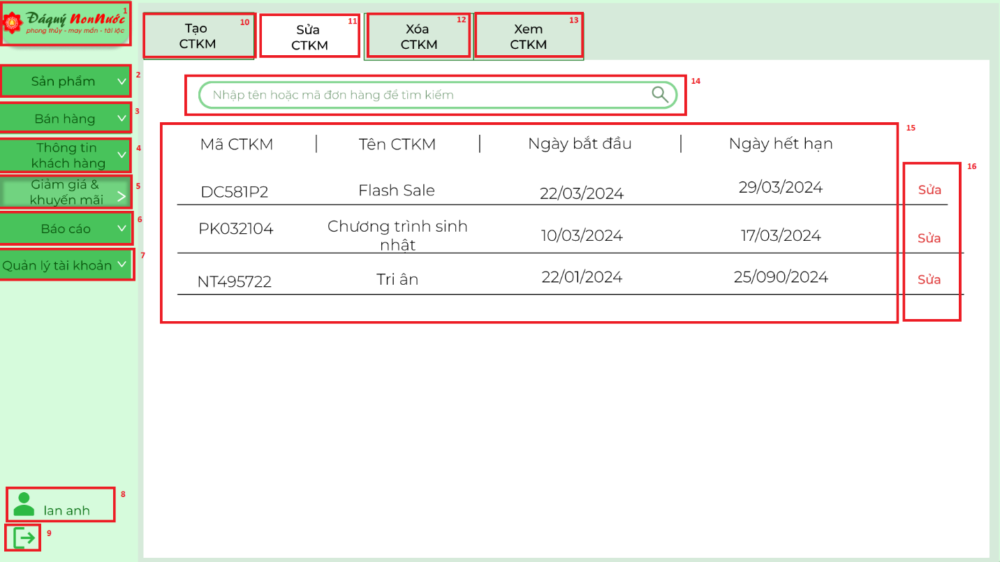 1
Đáquý NonNước
phong thủy - may mắn - tài lộc
2
Sản phẩm
3
Bán hàng
4
Thông tin
khách hàng
5
Giảm giá &
khuyến mãi
6
Báo cáo
7
Quản lý tài khoản
8
lan anh
9
10
Tạo
CTKM
11
Sửa
CTKM
12
Xóa
CTKM
13
Xem
CTKM
14
Nhập tên hoặc mã đơn hàng để tìm kiếm
15
Mã CTKM | Tên CTKM | Ngày bắt đầu | Ngày hết hạn
16
DC581P2 Flash Sale 22/03/2024 29/03/2024 Sửa
PK032104 Chương trình sinh nhật 10/03/2024 17/03/2024 Sửa
NT495722 Tri ân 22/01/2024 25/090/2024 Sửa